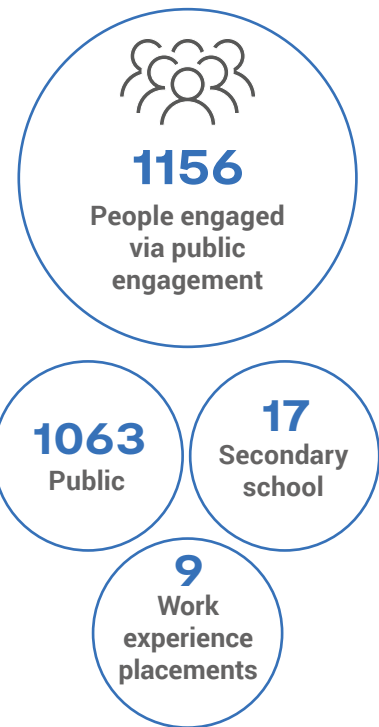 1156
People engaged
via public
engagement
1063
Public
17
Secondary
school
9
Work
experience
placements